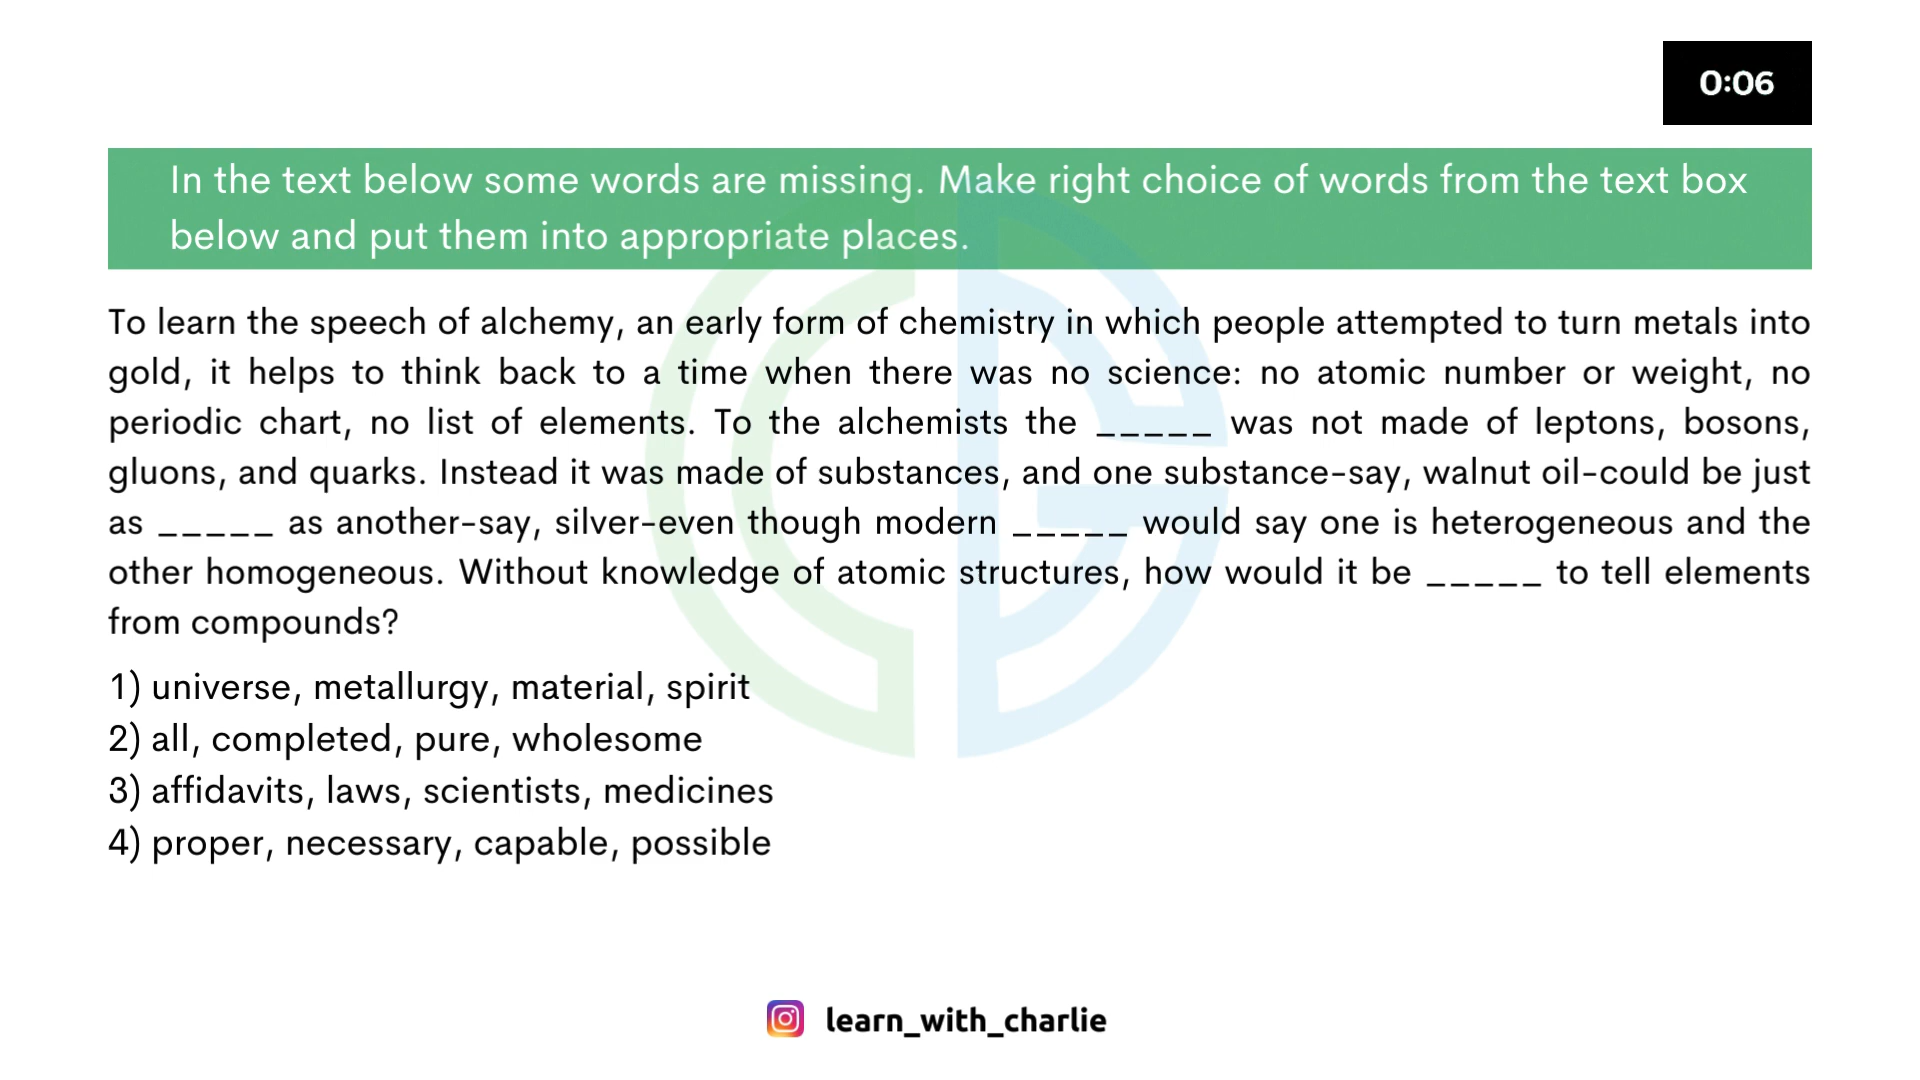 0:06
In the text below some words are missing. Make right choice of words from the text box
below and put them into appropriate places.
To learn the speech of alchemy, an early form of chemistry in which people attempted to turn metals into
gold, it helps to think back to a time when there was no science: no atomic number or weight, no
periodic chart, no list of elements. To the alchemists the _____ was not made of leptons, bosons,
gluons, and quarks. Instead it was made of substances, and one substance-say, walnut oil-could be just
as _____ as another-say, silver-even though modern _____ would say one is heterogeneous and the
other homogeneous. Without knowledge of atomic structures, how would it be _____ to tell elements
from compounds?
1) universe, metallurgy, material, spirit
2) all, completed, pure, wholesome
3) affidavits, laws, scientists, medicines
4) proper, necessary, capable, possible
learn_with_charlie